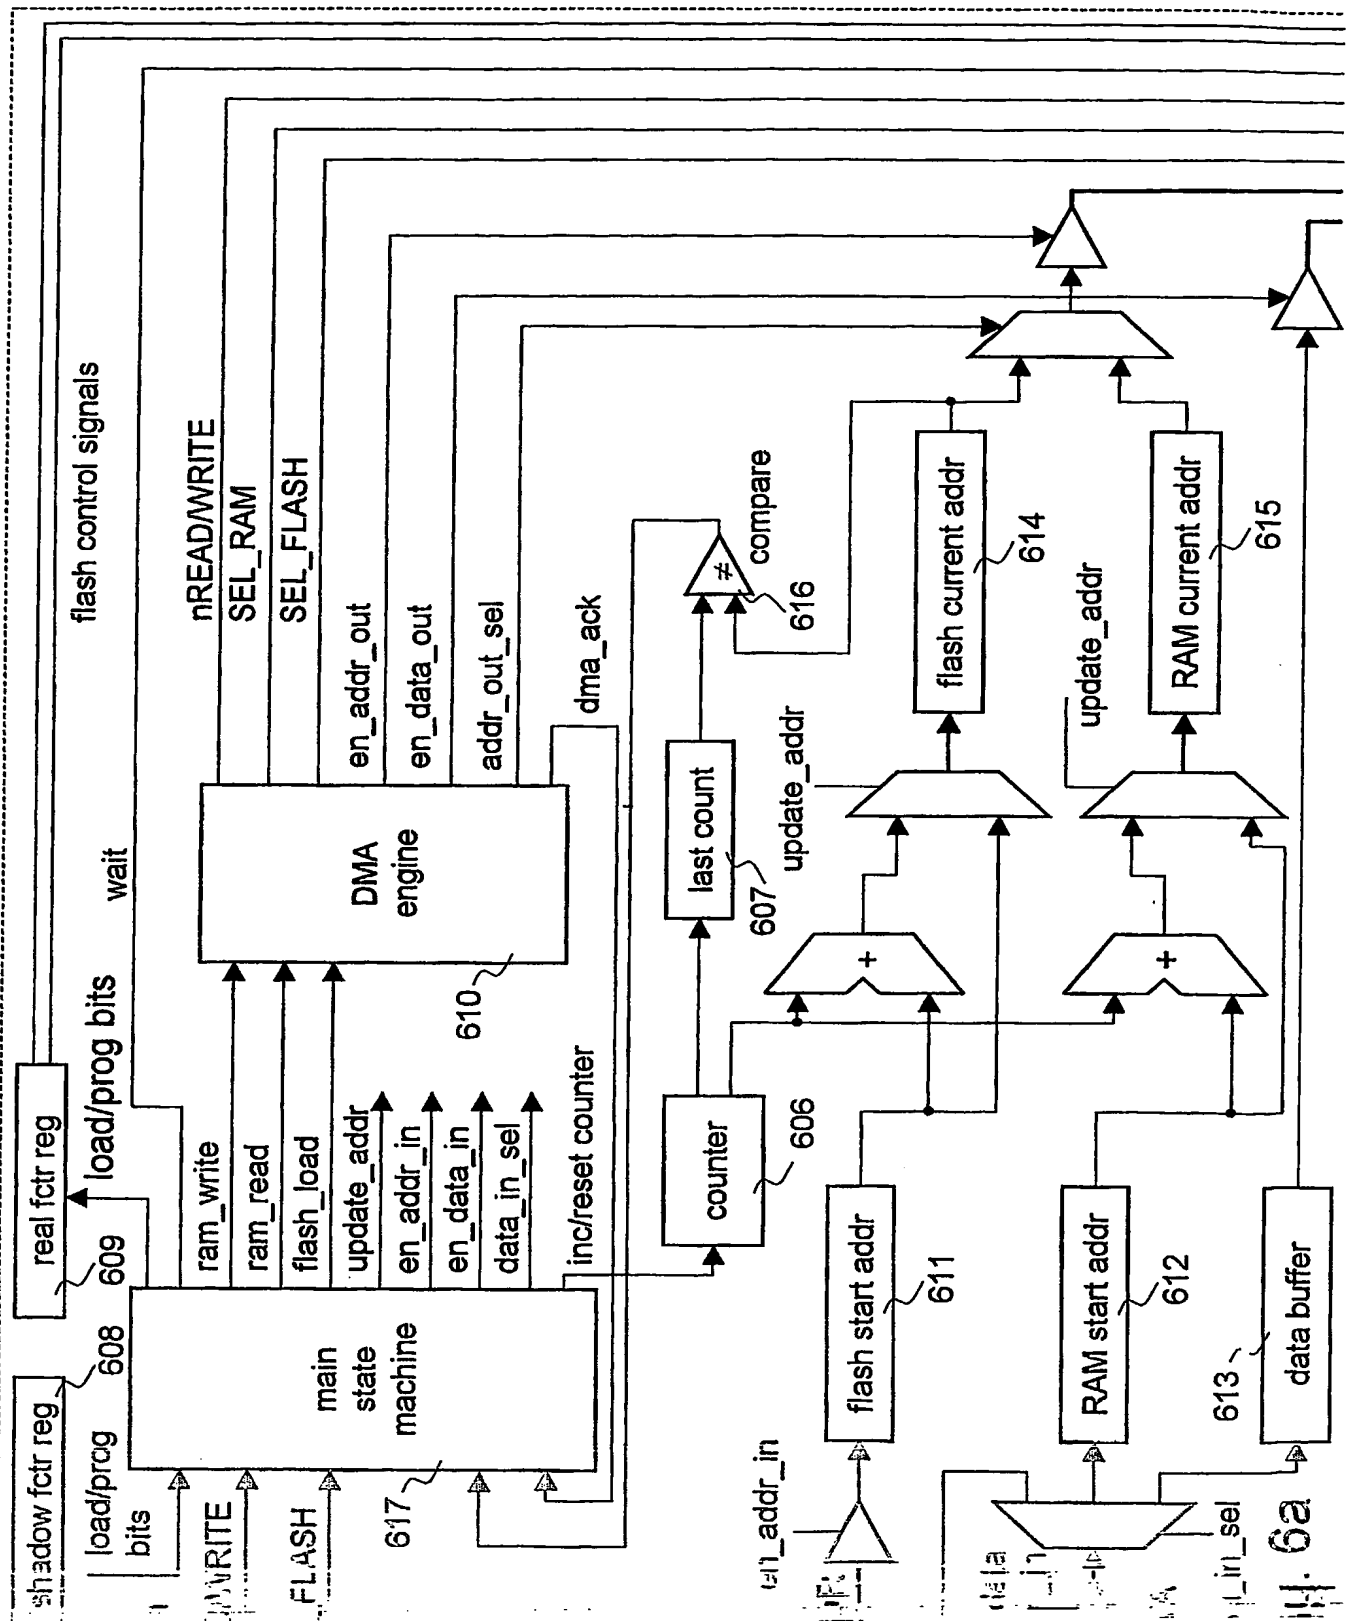 flash control signals
wait
nREAD/WRITE
SEL_RAM
SEL_FLASH
en_addr_out
en_data_out
addr_out_sel
dma_ack
DMA
engine
610
real fctr reg
609
load/prog bits
shadow fctr reg
608
load/prog
bits
WRITE
FLASH
main
state
machine
617
ram_write
ram_read
flash_load
update_addr
en_addr_in
en_data_in
data_in_sel
inc/reset counter
counter
606
last count
607
≠
compare
616
update_addr
+
flash current addr
614
flash start addr
611
en_addr_in
update_addr
+
RAM current addr
615
RAM start addr
612
data buffer
613
data
_in
_in_sel
6a